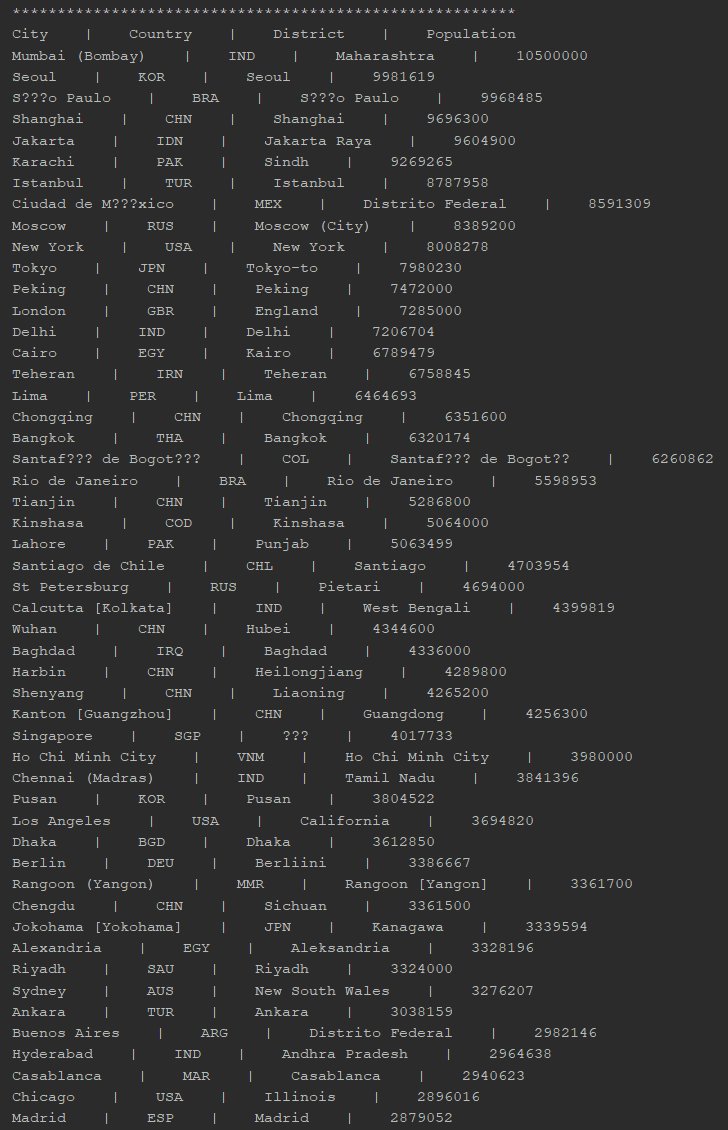 ********************************************************
City    |    Country    |    District    |    Population
Mumbai (Bombay)    |    IND    |    Maharashtra    |    10500000
Seoul    |    KOR    |    Seoul    |    9981619
S???o Paulo    |    BRA    |    S???o Paulo    |    9968485
Shanghai    |    CHN    |    Shanghai    |    9696300
Jakarta    |    IDN    |    Jakarta Raya    |    9604900
Karachi    |    PAK    |    Sindh    |    9269265
Istanbul    |    TUR    |    Istanbul    |    8787958
Ciudad de M???xico    |    MEX    |    Distrito Federal    |    8591309
Moscow    |    RUS    |    Moscow (City)    |    8389200
New York    |    USA    |    New York    |    8008278
Tokyo    |    JPN    |    Tokyo-to    |    7980230
Peking    |    CHN    |    Peking    |    7472000
London    |    GBR    |    England    |    7285000
Delhi    |    IND    |    Delhi    |    7206704
Cairo    |    EGY    |    Kairo    |    6789479
Teheran    |    IRN    |    Teheran    |    6758845
Lima    |    PER    |    Lima    |    6464693
Chongqing    |    CHN    |    Chongqing    |    6351600
Bangkok    |    THA    |    Bangkok    |    6320174
Santaf??? de Bogot???    |    COL    |    Santaf??? de Bogot??    |    6260862
Rio de Janeiro    |    BRA    |    Rio de Janeiro    |    5598953
Tianjin    |    CHN    |    Tianjin    |    5286800
Kinshasa    |    COD    |    Kinshasa    |    5064000
Lahore    |    PAK    |    Punjab    |    5063499
Santiago de Chile    |    CHL    |    Santiago    |    4703954
St Petersburg    |    RUS    |    Pietari    |    4694000
Calcutta [Kolkata]    |    IND    |    West Bengali    |    4399819
Wuhan    |    CHN    |    Hubei    |    4344600
Baghdad    |    IRQ    |    Baghdad    |    4336000
Harbin    |    CHN    |    Heilongjiang    |    4289800
Shenyang    |    CHN    |    Liaoning    |    4265200
Kanton [Guangzhou]    |    CHN    |    Guangdong    |    4256300
Singapore    |    SGP    |    ???    |    4017733
Ho Chi Minh City    |    VNM    |    Ho Chi Minh City    |    3980000
Chennai (Madras)    |    IND    |    Tamil Nadu    |    3841396
Pusan    |    KOR    |    Pusan    |    3804522
Los Angeles    |    USA    |    California    |    3694820
Dhaka    |    BGD    |    Dhaka    |    3612850
Berlin    |    DEU    |    Berliini    |    3386667
Rangoon (Yangon)    |    MMR    |    Rangoon [Yangon]    |    3361700
Chengdu    |    CHN    |    Sichuan    |    3361500
Jokohama [Yokohama]    |    JPN    |    Kanagawa    |    3339594
Alexandria    |    EGY    |    Aleksandria    |    3328196
Riyadh    |    SAU    |    Riyadh    |    3324000
Sydney    |    AUS    |    New South Wales    |    3276207
Ankara    |    TUR    |    Ankara    |    3038159
Buenos Aires    |    ARG    |    Distrito Federal    |    2982146
Hyderabad    |    IND    |    Andhra Pradesh    |    2964638
Casablanca    |    MAR    |    Casablanca    |    2940623
Chicago    |    USA    |    Illinois    |    2896016
Madrid    |    ESP    |    Madrid    |    2879052